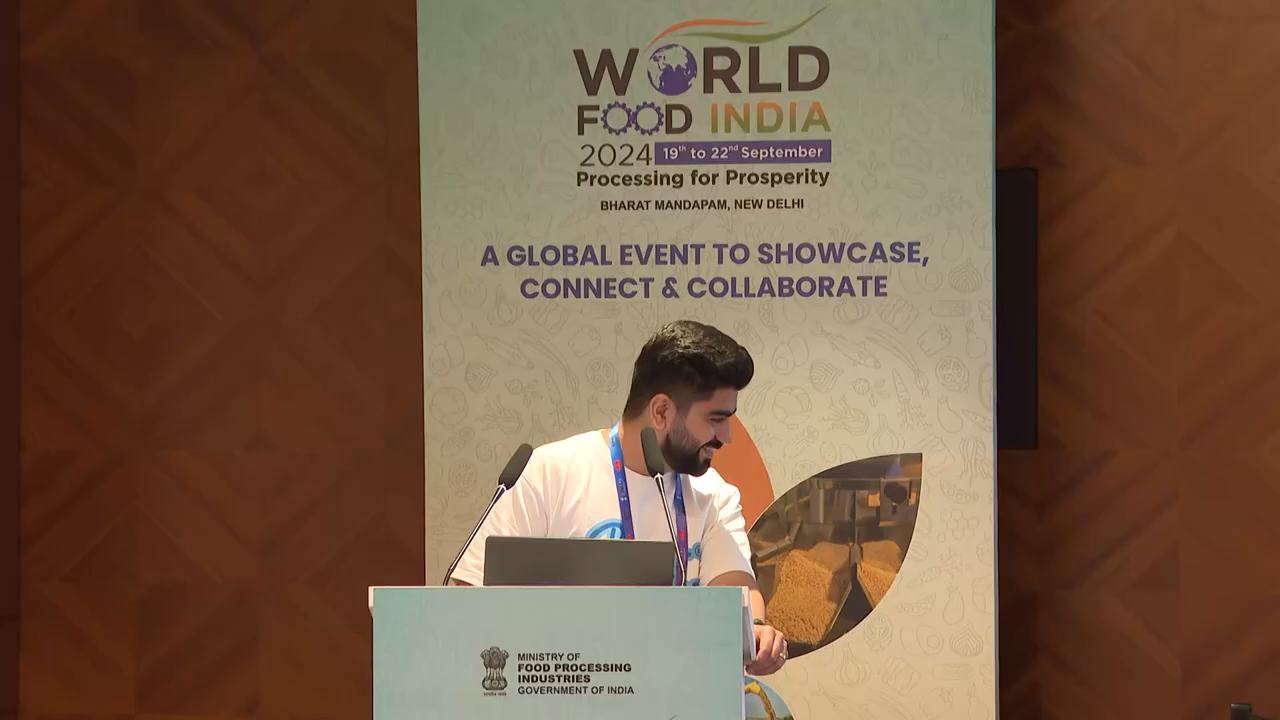 WORLD
FOOD INDIA
2024 19th to 22nd September
Processing for Prosperity
BHARAT MANDAPAM, NEW DELHI
A GLOBAL EVENT TO SHOWCASE,
CONNECT & COLLABORATE
MINISTRY OF
FOOD PROCESSING
INDUSTRIES
GOVERNMENT OF INDIA